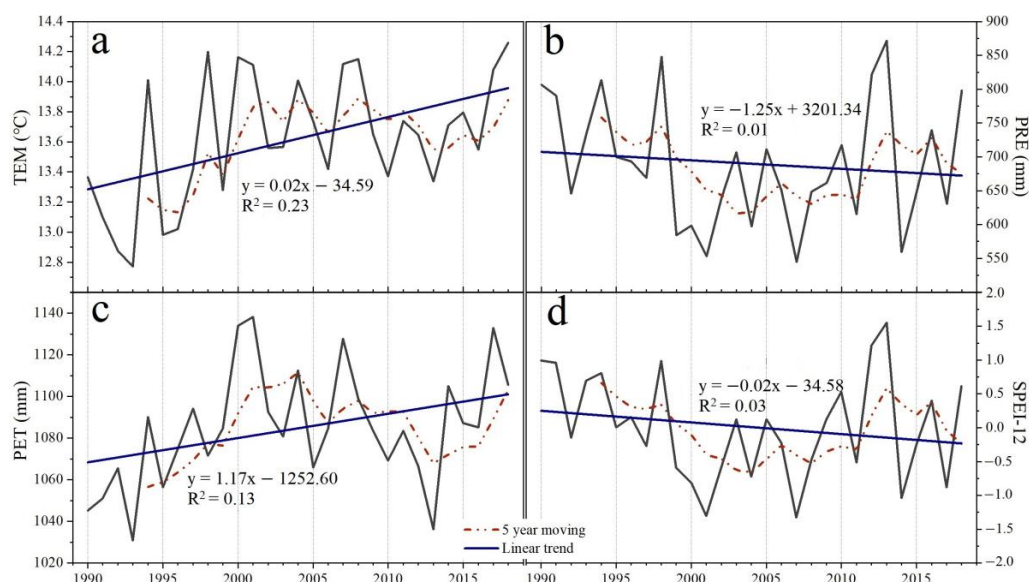 a
TEM (°C)
14.4
14.2
14.0
13.8
13.6
13.4
13.2
13.0
12.8
y = 0.02x − 34.59
R² = 0.23
b
PRE (mm)
900
850
800
750
700
650
600
550
500
y = −1.25x + 3201.34
R² = 0.01
c
PET (mm)
1140
1120
1100
1080
1060
1040
1020
y = 1.17x − 1252.60
R² = 0.13
1990
1995
2000
2005
2010
2015
5 year moving
Linear trend
d
SPEI-12
2.0
1.5
1.0
0.5
0.0
−0.5
−1.0
−1.5
−2.0
y = −0.02x − 34.58
R² = 0.03
1990
1995
2000
2005
2010
2015